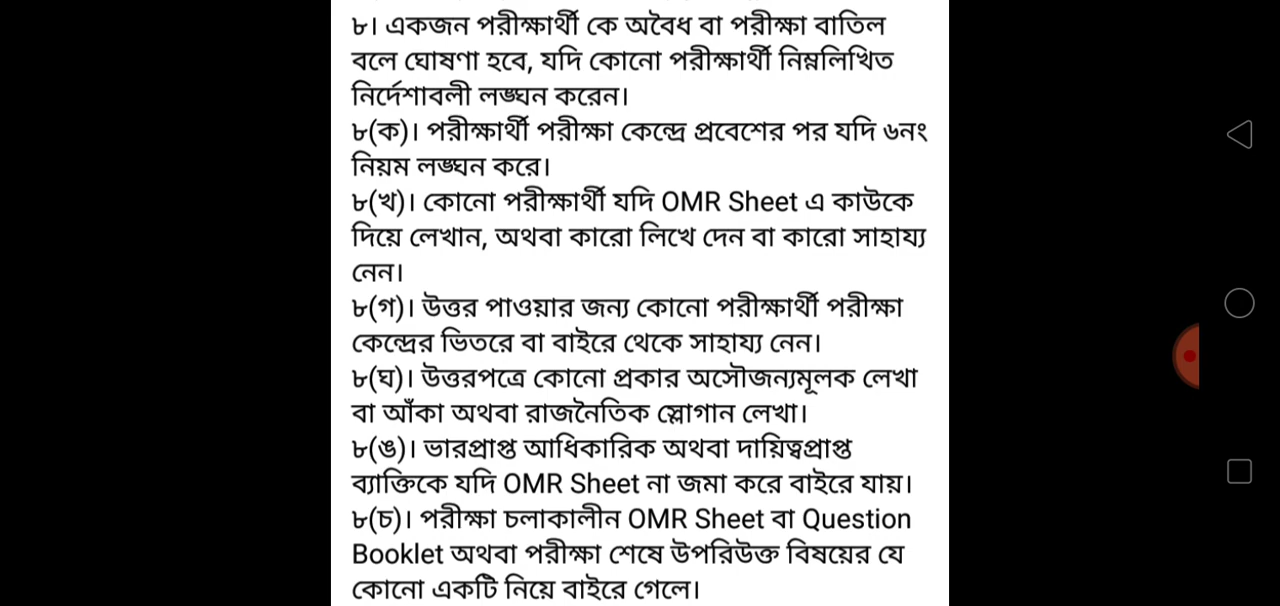 ৮। একজন পরীক্ষার্থী কে অবৈধ বা পরীক্ষা বাতিল
বলে ঘোষণা হবে, যদি কোনো পরীক্ষার্থী নিম্নলিখিত
নির্দেশাবলী লঙ্ঘন করেন।
৮(ক)। পরীক্ষার্থী পরীক্ষা কেন্দ্রে প্রবেশের পর যদি ৬নং
নিয়ম লঙ্ঘন করে।
৮(খ)। কোনো পরীক্ষার্থী যদি OMR Sheet এ কাউকে
দিয়ে লেখান, অথবা কারো লিখে দেন বা কারো সাহায্য
নেন।
৮(গ)। উত্তর পাওয়ার জন্য কোনো পরীক্ষার্থী পরীক্ষা
কেন্দ্রের ভিতরে বা বাইরে থেকে সাহায্য নেন।
৮(ঘ)। উত্তরপত্রে কোনো প্রকার অসৌজন্যমূলক লেখা
বা আঁকা অথবা রাজনৈতিক স্লোগান লেখা।
৮(ঙ)। ভারপ্রাপ্ত আধিকারিক অথবা দায়িত্বপ্রাপ্ত
ব্যাক্তিকে যদি OMR Sheet না জমা করে বাইরে যায়।
৮(চ)। পরীক্ষা চলাকালীন OMR Sheet বা Question
Booklet অথবা পরীক্ষা শেষে উপরিউক্ত বিষয়ের যে
কোনো একটি নিয়ে বাইরে গেলে।